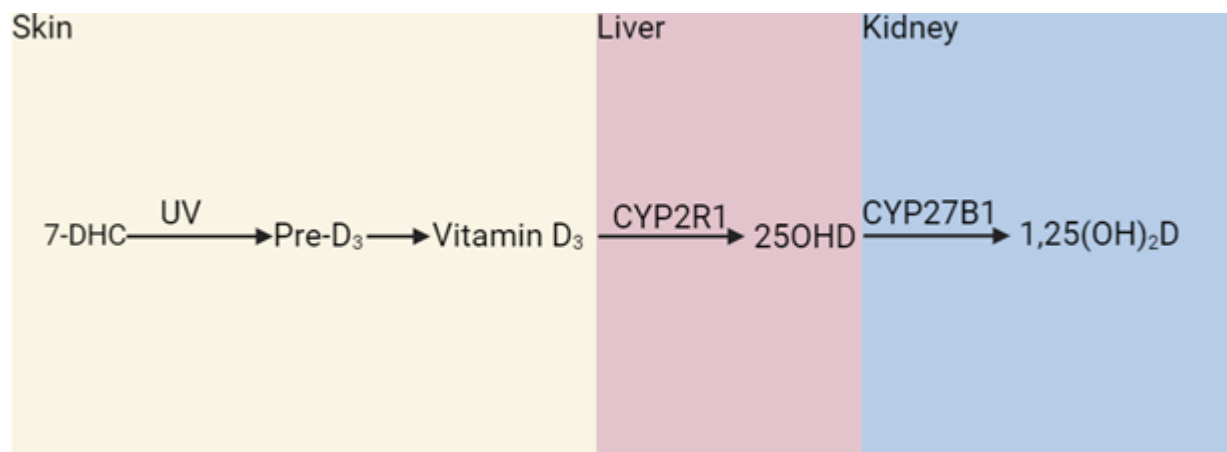 Skin
Liver
Kidney
UV
CYP2R1
CYP27B1
7-DHC
Pre-D₃
Vitamin D₃
25OHD
1,25(OH)₂D